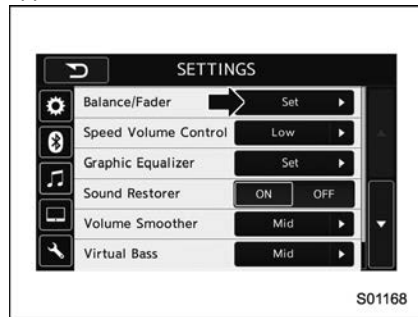 SETTINGS
Balance/Fader Set
Speed Volume Control Low
Graphic Equalizer Set
Sound Restorer ON OFF
Volume Smoother Mid
Virtual Bass Mid
S01168